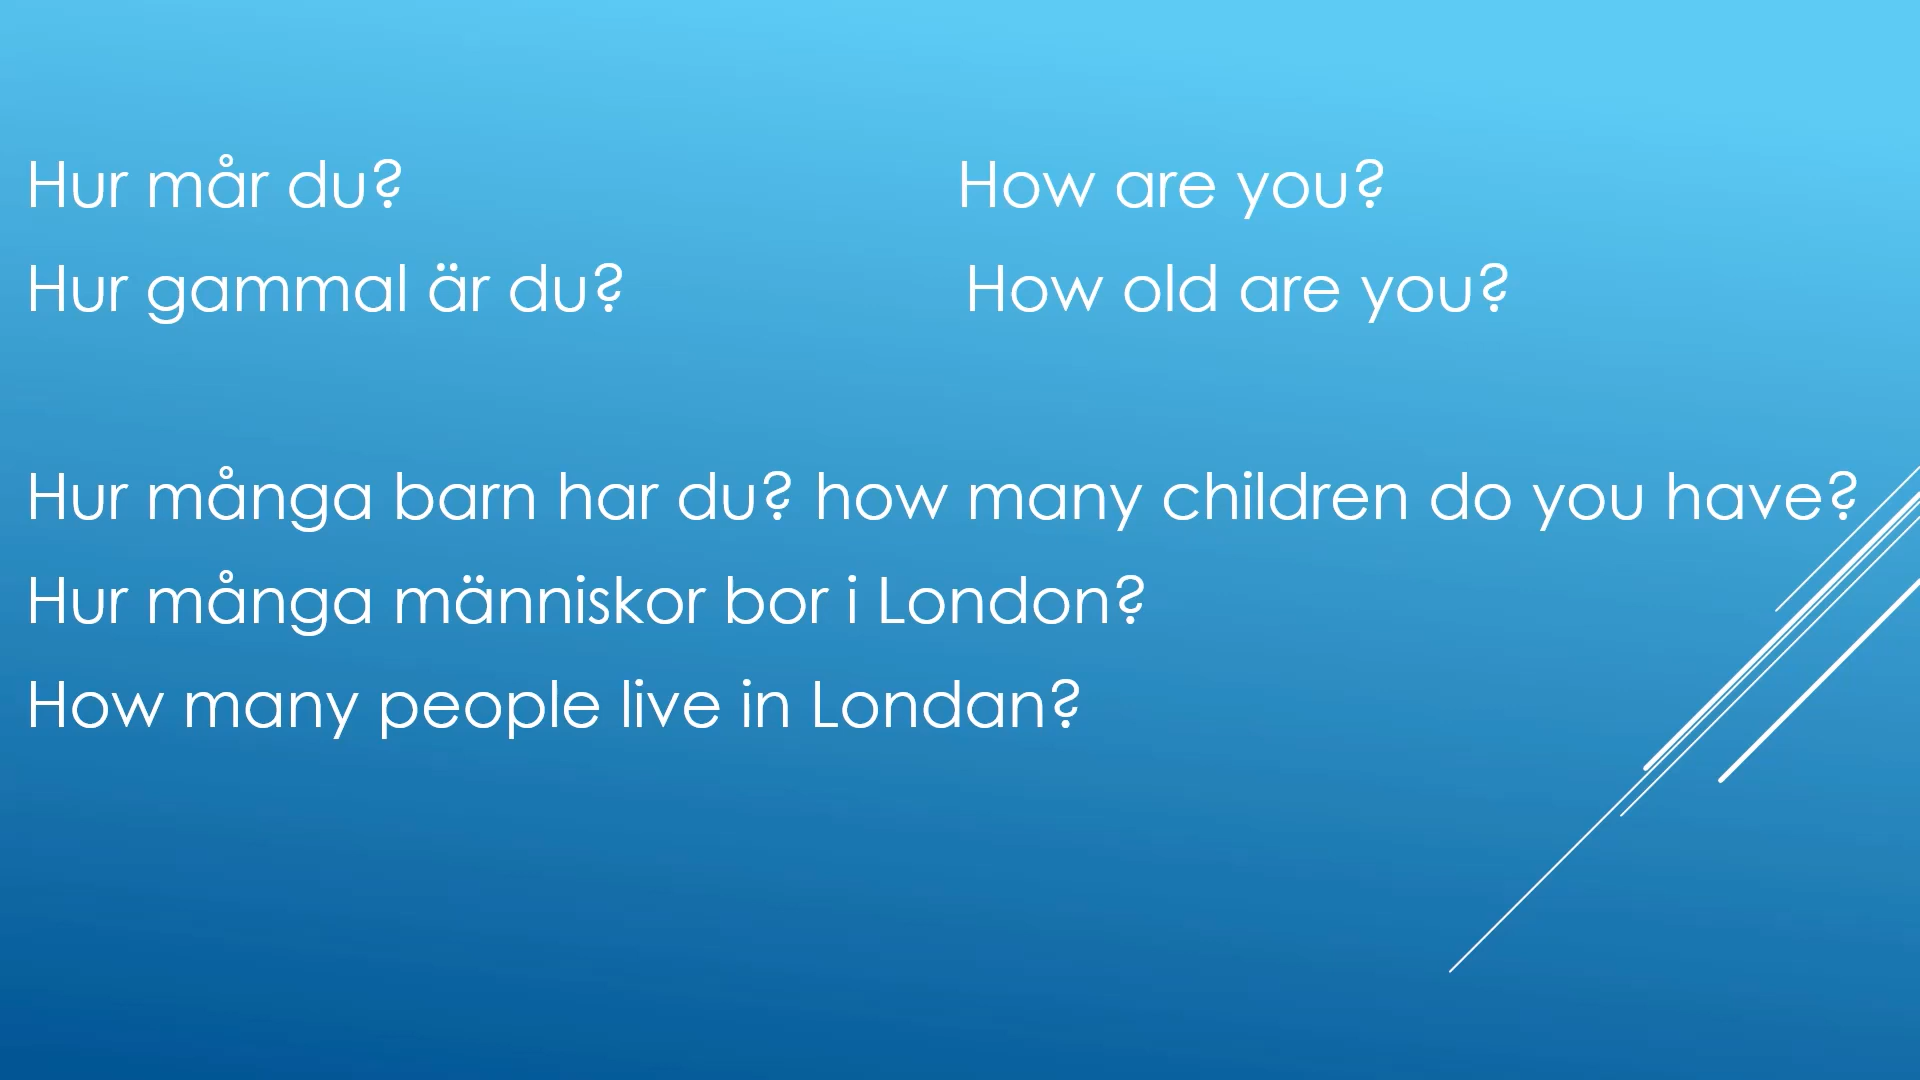 Hur mår du? How are you?
Hur gammal är du? How old are you?
Hur många barn har du? how many children do you have?
Hur många människor bor i London?
How many people live in Londan?